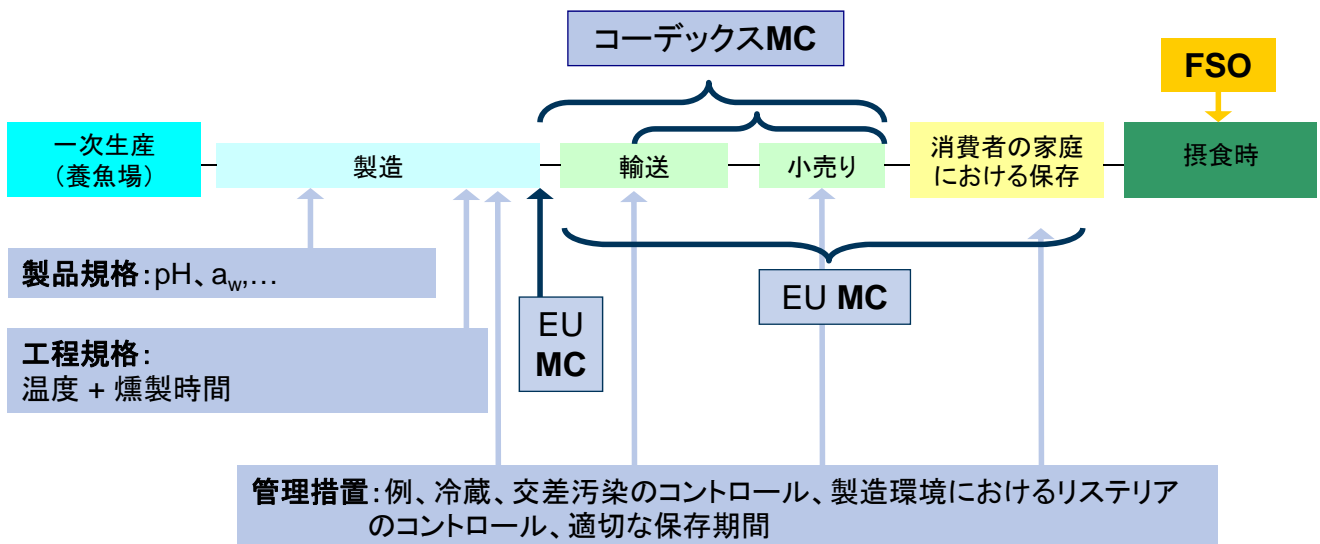 コーデックスMC
FSO
一次生産
(養魚場)
製造
輸送
小売り
消費者の家庭
における保存
摂食時
製品規格:pH、aw,…
EU
MC
EU MC
工程規格:
温度 + 燻製時間
管理措置:例、冷蔵、交差汚染のコントロール、製造環境におけるリステリア
のコントロール、適切な保存期間